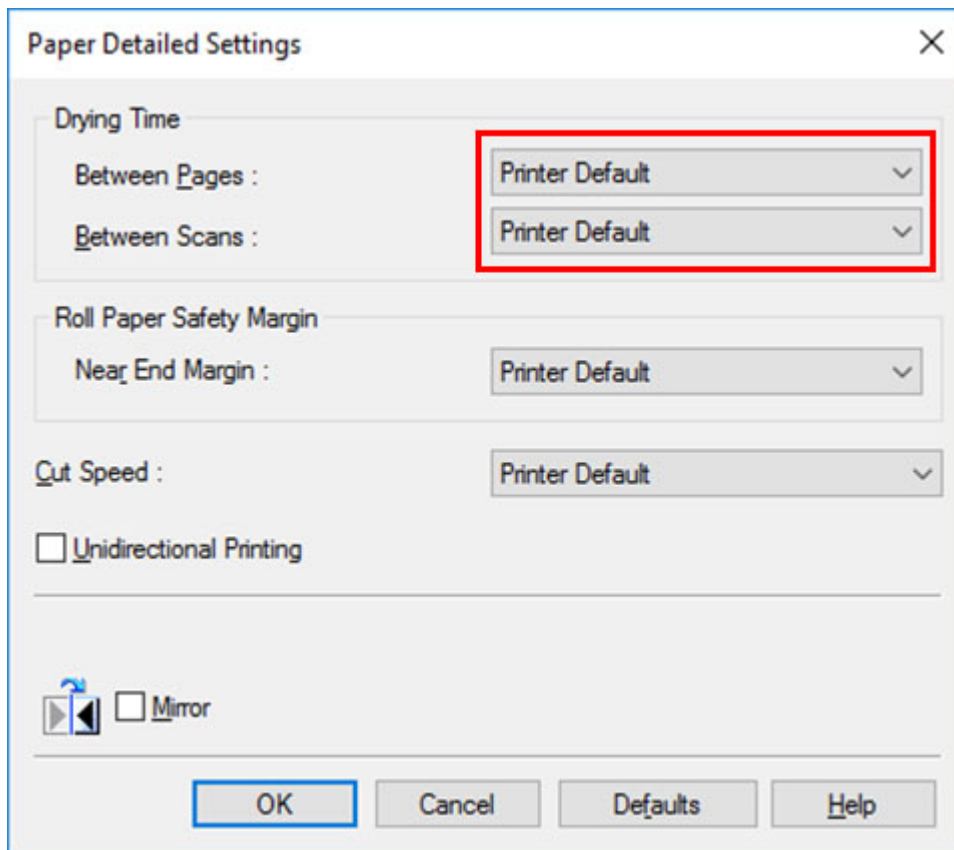 Paper Detailed Settings
Drying Time
Between Pages : Printer Default
Between Scans : Printer Default
Roll Paper Safety Margin
Near End Margin : Printer Default
Cut Speed : Printer Default
Unidirectional Printing
Mirror
OK Cancel Defaults Help